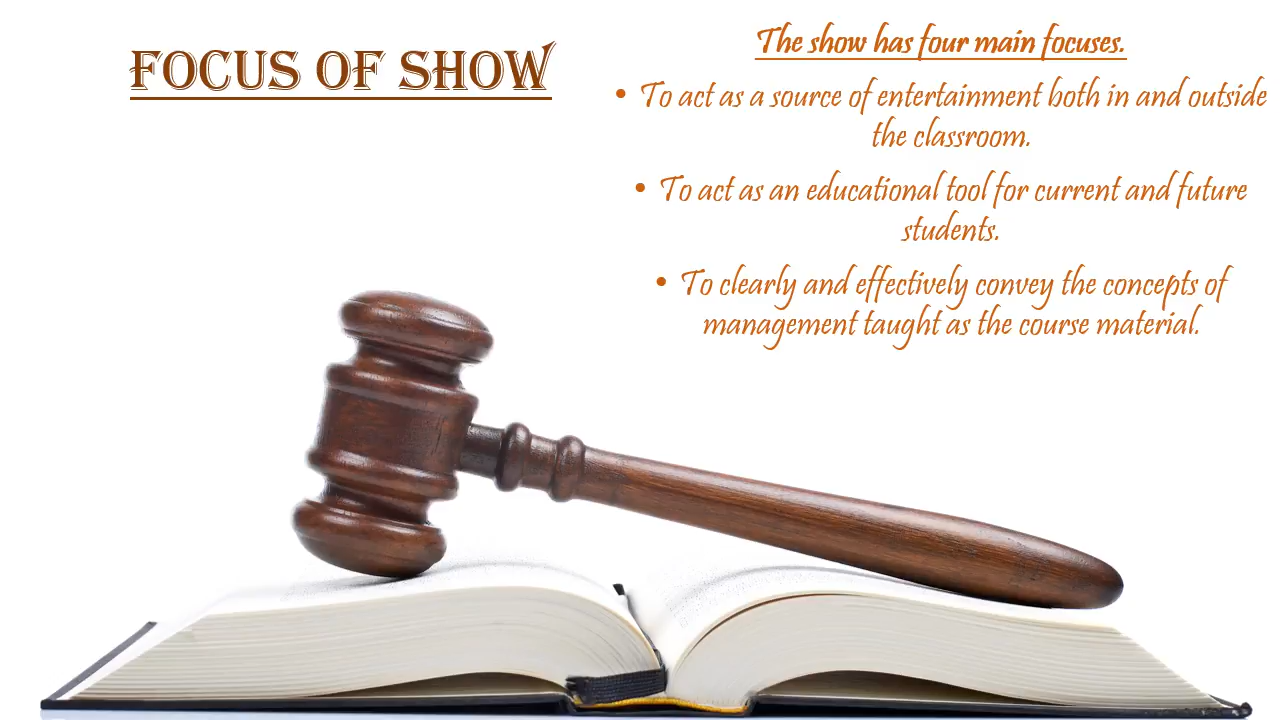 FOCUS OF SHOW
The show has four main focuses.
• To act as a source of entertainment both in and outside
the classroom.
• To act as an educational tool for current and future
students.
• To clearly and effectively convey the concepts of
management taught as the course material.